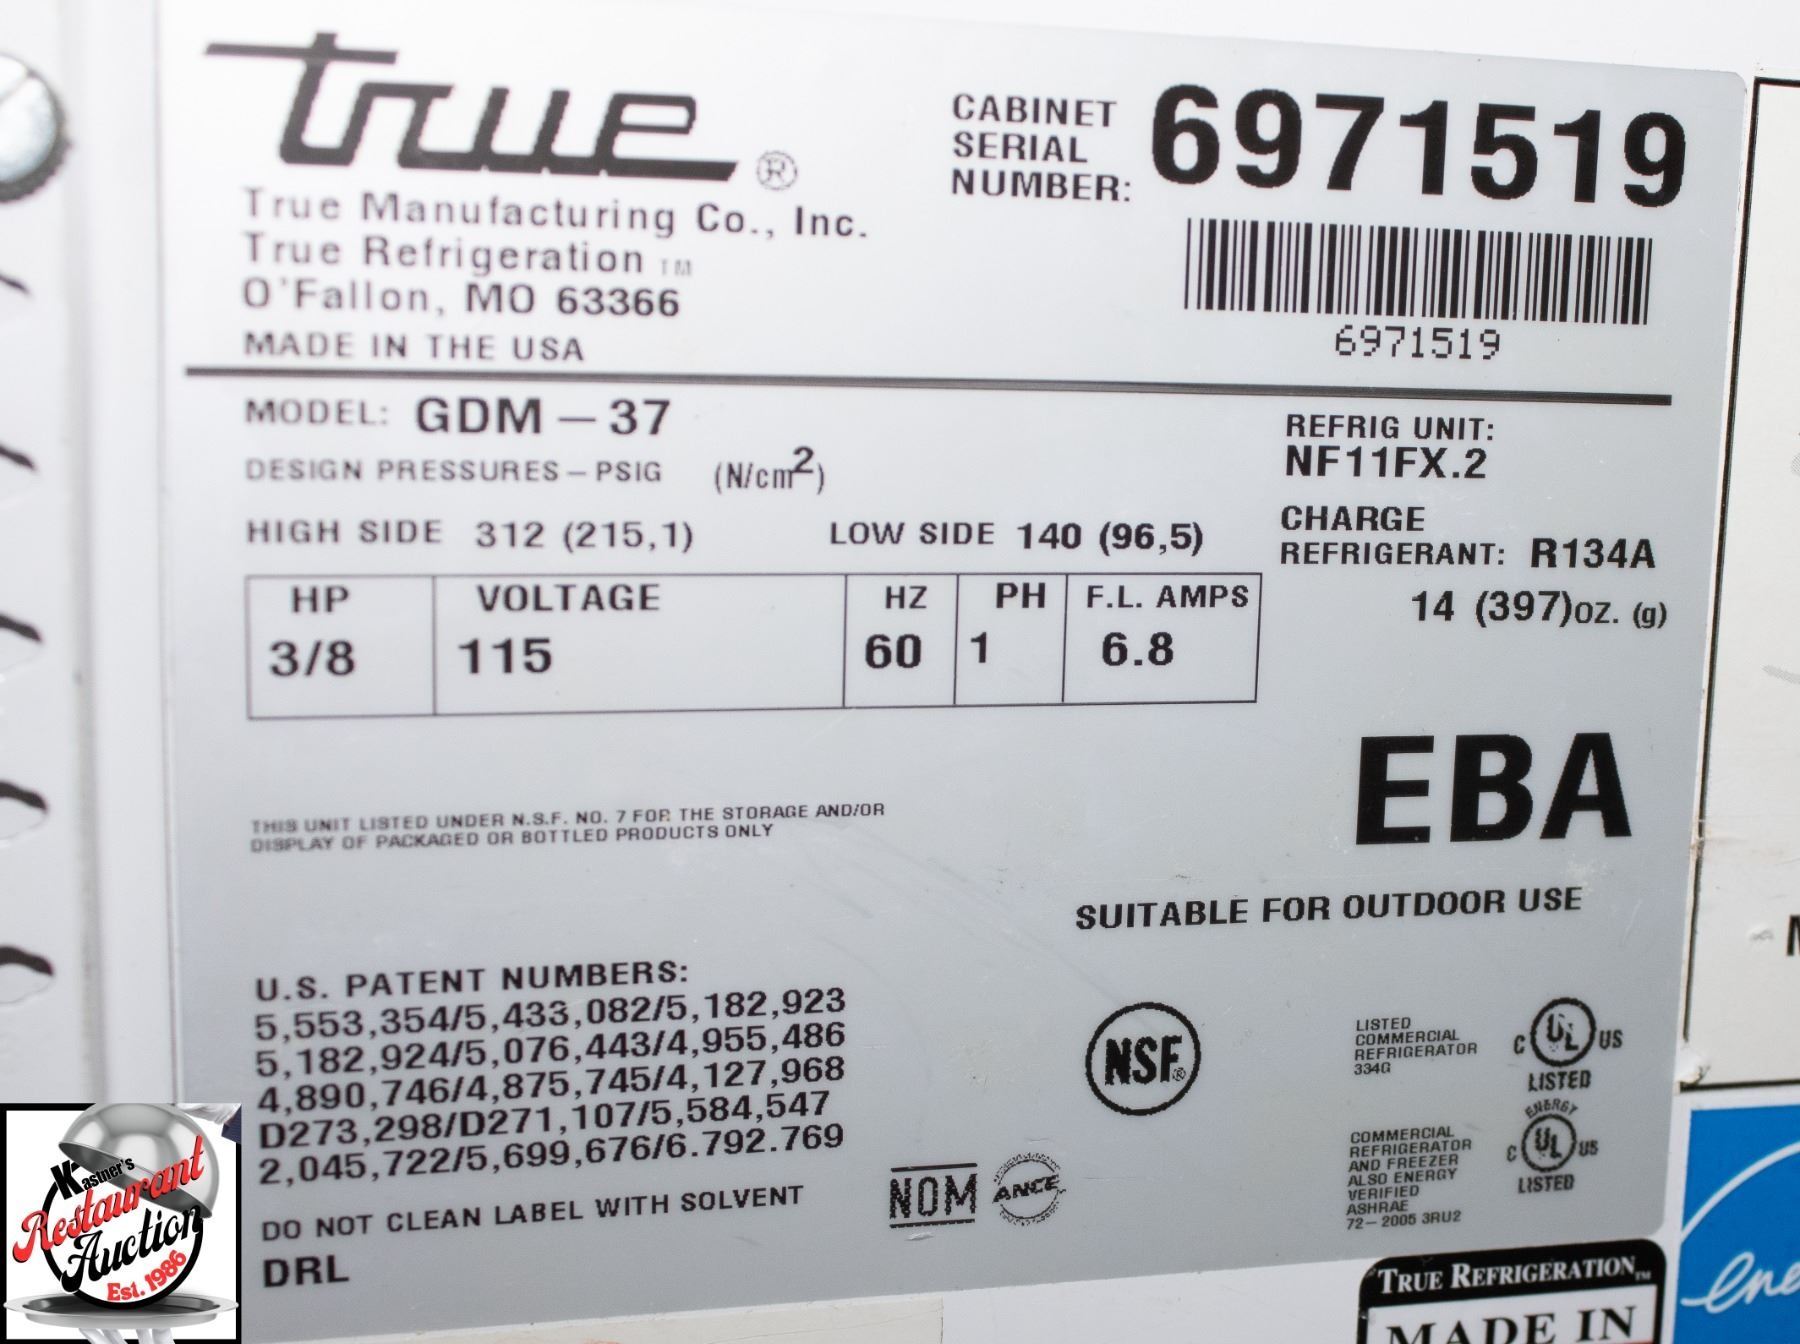 true ®
True Manufacturing Co., Inc.
True Refrigeration TM
O'Fallon, MO 63366
MADE IN THE USA
CABINET
SERIAL
NUMBER: 6971519
6971519
MODEL: GDM – 37
DESIGN PRESSURES – PSIG (N/cm²)
HIGH SIDE 312 (215,1) LOW SIDE 140 (96,5)
REFRIG UNIT:
NF11FX.2
CHARGE
REFRIGERANT: R134A
14 (397)oz. (g)
HP VOLTAGE HZ PH F.L. AMPS
3/8 115 60 1 6.8
EBA
THIS UNIT LISTED UNDER N.S.F. NO. 7 FOR THE STORAGE AND/OR
DISPLAY OF PACKAGED OR BOTTLED PRODUCTS ONLY
SUITABLE FOR OUTDOOR USE
U.S. PATENT NUMBERS:
5,553,354/5,433,082/5,182,923
5,182,924/5,076,443/4,955,486
4,890,746/4,875,745/4,127,968
D273,298/D271,107/5,584,547
2,045,722/5,699,676/6.792.769
DO NOT CLEAN LABEL WITH SOLVENT
DRL
NSF®
NOM ANCE
LISTED
COMMERCIAL
REFRIGERATOR
334G
C UL US
LISTED
COMMERCIAL
REFRIGERATOR
AND FREEZER
ALSO ENERGY
VERIFIED
ASHRAE
72 – 2005 3RU2
ENERGY
C UL US
LISTED
TRUE REFRIGERATION TM
MADE IN
ene
Kastner's
Restaurant
Auction
Est. 1986